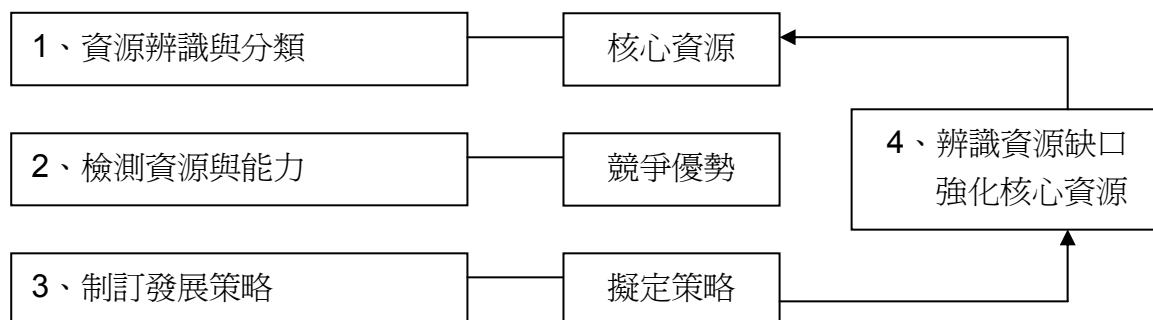 1、資源辨識與分類
核心資源
2、檢測資源與能力
競爭優勢
4、辨識資源缺口
強化核心資源
3、制訂發展策略
擬定策略